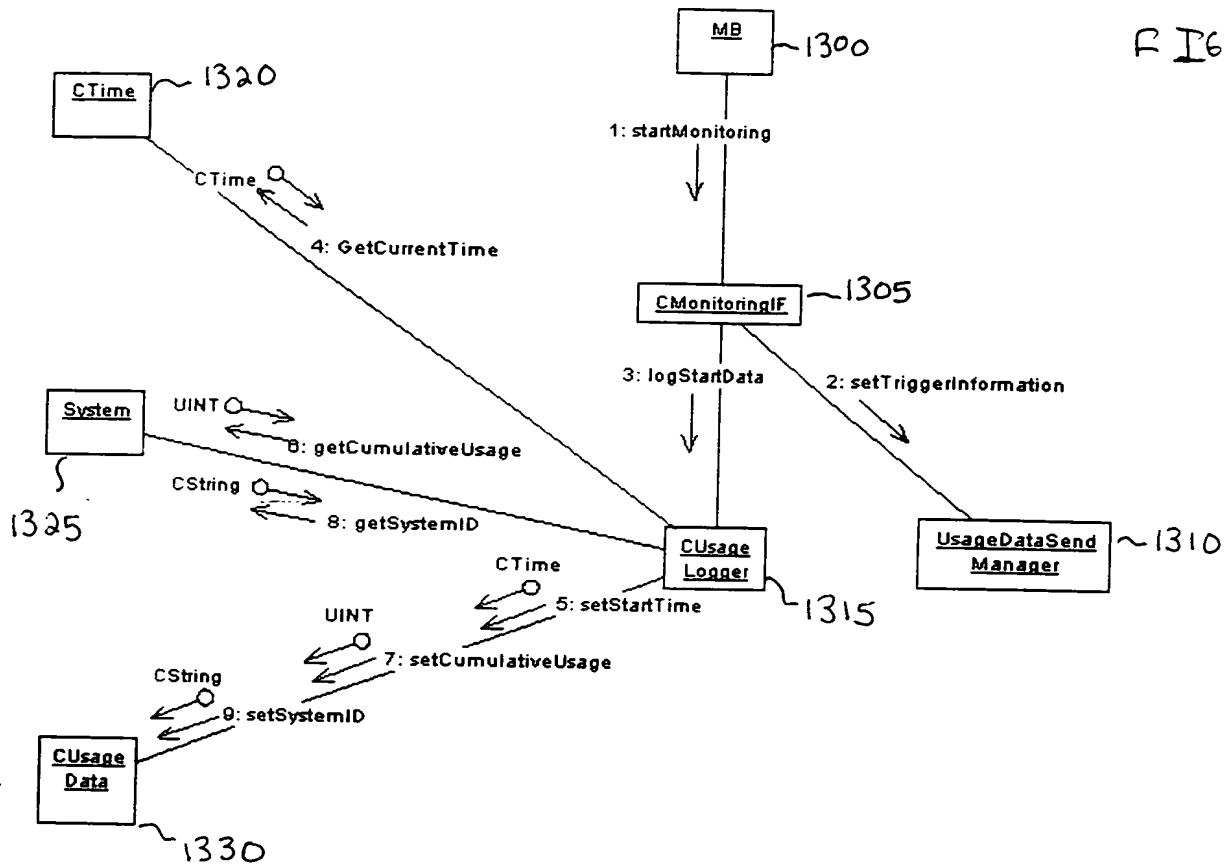 MB
1300
F IG
CTime
1320
1: startMonitoring
CTime
4: GetCurrentTime
CMonitoringIF
1305
3: logStartData
2: setTriggerInformation
System
1325
UINT
6: getCumulativeUsage
CString
8: getSystemID
CUsage
Logger
1315
UsageDataSend
Manager
1310
CTime
5: setStartTime
UINT
7: setCumulativeUsage
CString
9: setSystemID
CUsage
Data
1330